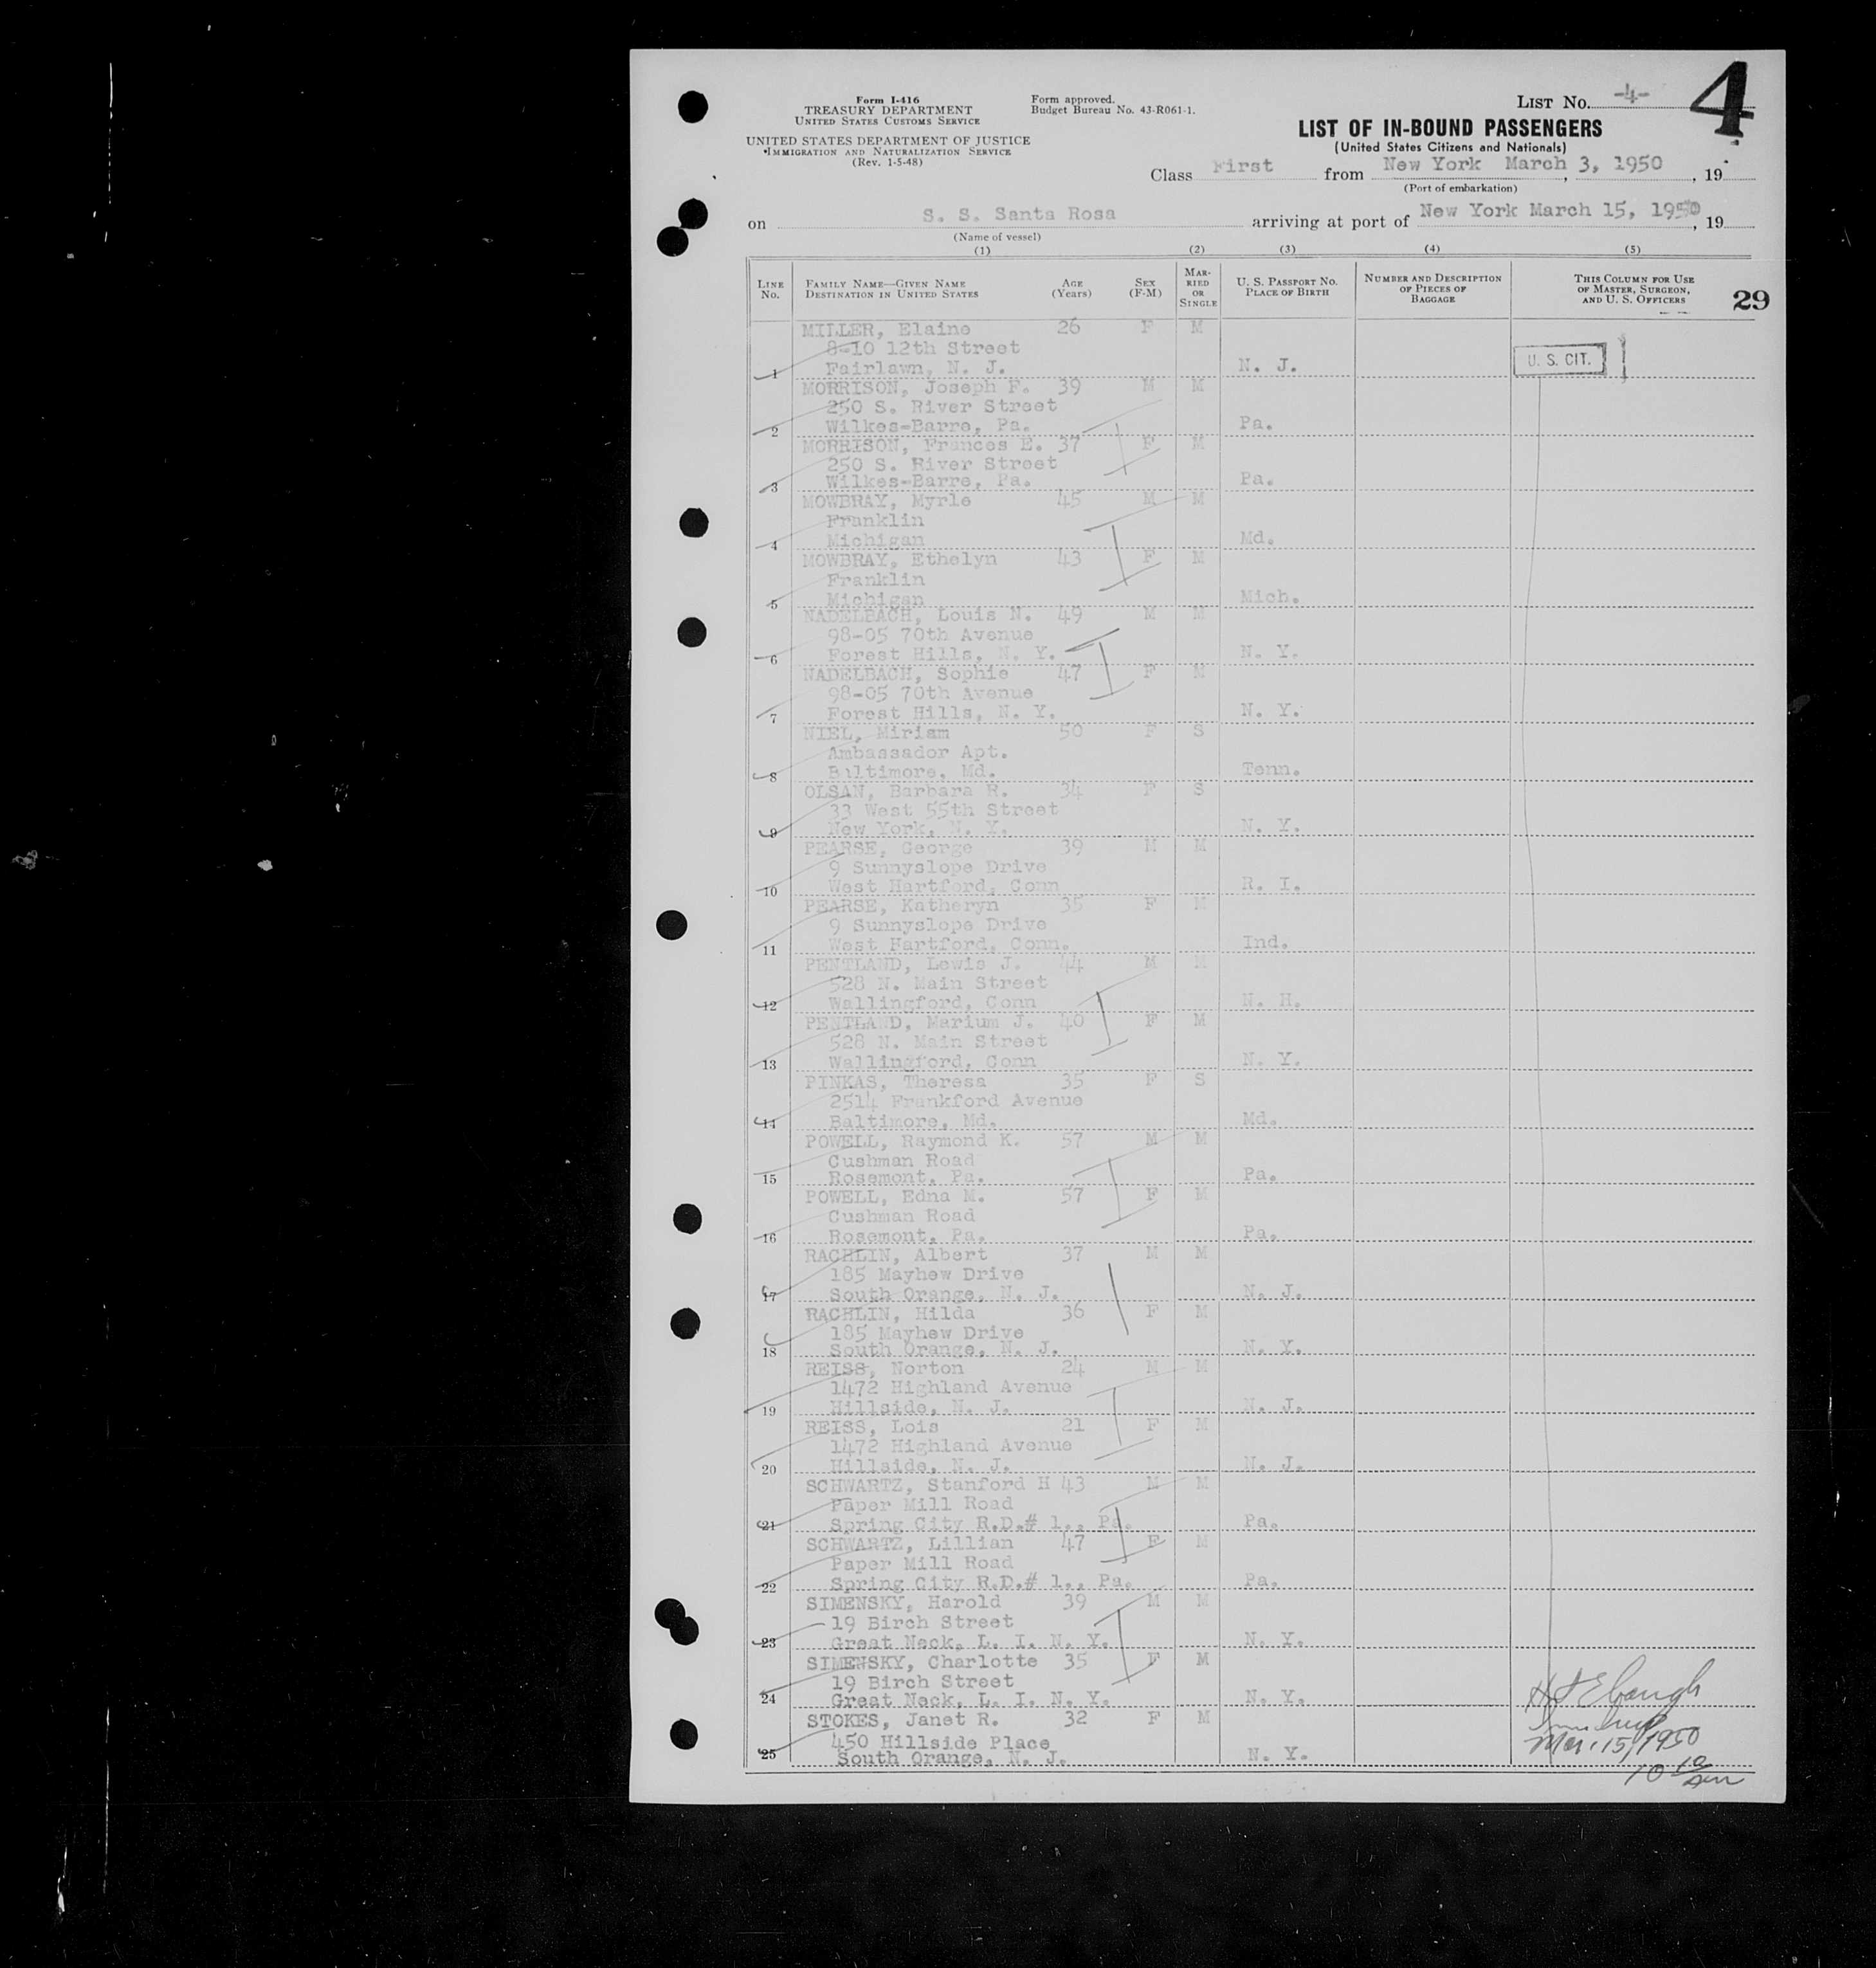 Form I-416
TREASURY DEPARTMENT
UNITED STATES CUSTOMS SERVICE
UNITED STATES DEPARTMENT OF JUSTICE
*IMMIGRATION AND NATURALIZATION SERVICE
(Rev. 1-5-48)
Form approved.
Budget Bureau No. 43-R061-1.
LIST NO. -4-
4
LIST OF IN-BOUND PASSENGERS
(United States Citizens and Nationals)
Class First from New York March 3, 1950, 19
(Port of embarkation)
on S. S. Santa Rosa arriving at port of New York March 15, 1950, 19
(Name of vessel)
(1) (2) (3) (4) (5)
LINE NO. FAMILY NAME—GIVEN NAME DESTINATION IN UNITED STATES AGE (Years) SEX (F-M) MARRIED OR SINGLE U. S. PASSPORT NO. PLACE OF BIRTH NUMBER AND DESCRIPTION OF PIECES OF BAGGAGE THIS COLUMN FOR USE OF MASTER, SURGEON, AND U. S. OFFICERS
29
MILLER, Elaine 26 F M
8-10 12th Street
1 Fairlawn, N. J. N. J. U. S. CIT.
MORRISON, Joseph F. 39 M M
250 S. River Street
2 Wilkes-Barre, Pa. Pa.
MORRISON, Frances E. 37 F M
250 S. River Street
3 Wilkes-Barre, Pa. Pa.
MOWBRAY, Myrle 45 M M
Franklin
4 Michigan Md.
MOWBRAY, Ethelyn 43 F M
Franklin
5 Michigan Mich.
NADELBACH, Louis N. 49 M M
98-05 70th Avenue
6 Forest Hills, N. Y. N. Y.
NADELBACH, Sophie 47 F M
98-05 70th Avenue
7 Forest Hills, N. Y. N. Y.
NIEL, Miriam 50 F S
Ambassador Apt.
8 Baltimore, Md. Tenn.
OLSAN, Barbara R. 34 F S
33 West 55th Street
9 New York, N. Y. N. Y.
PEARSE, George 39 M M
9 Sunnyslope Drive
10 West Hartford, Conn R. I.
PEARSE, Katheryn 35 F M
9 Sunnyslope Drive
11 West Hartford, Conn. Ind.
PENTLAND, Lewis J. 44 M M
528 N. Main Street
12 Wallingford, Conn N. H.
PENTLAND, Marium J. 40 F M
528 N. Main Street
13 Wallingford, Conn N. Y.
PINKAS, Theresa 35 F S
2514 Frankford Avenue
14 Baltimore, Md. Md.
POWELL, Raymond K. 57 M M
Cushman Road
15 Rosemont, Pa. Pa.
POWELL, Edna M. 57 F M
Cushman Road
16 Rosemont, Pa. Pa.
RACHLIN, Albert 37 M M
185 Mayhew Drive
17 South Orange, N. J. N. J.
RACHLIN, Hilda 36 F M
185 Mayhew Drive
18 South Orange, N. J. N. Y.
REISS, Norton 24 M M
1472 Highland Avenue
19 Hillside, N. J. N. J.
REISS, Lois 21 F M
1472 Highland Avenue
20 Hillside, N. J. N. J.
SCHWARTZ, Stanford H 43 M M
Paper Mill Road
21 Spring City R.D.# 1., Pa. Pa.
SCHWARTZ, Lillian 47 F M
Paper Mill Road
22 Spring City R.D.# 1., Pa. Pa.
SIMENSKY, Harold 39 M M
19 Birch Street
23 Great Neck, L. I. N. Y. N. Y.
SIMENSKY, Charlotte 35 F M
19 Birch Street
24 Great Neck, L. I. N. Y. N. Y.
STOKES, Janet R. 32 F M
450 Hillside Place
25 South Orange, N. J. N. Y.
Mar. 15/1950
10 10 am